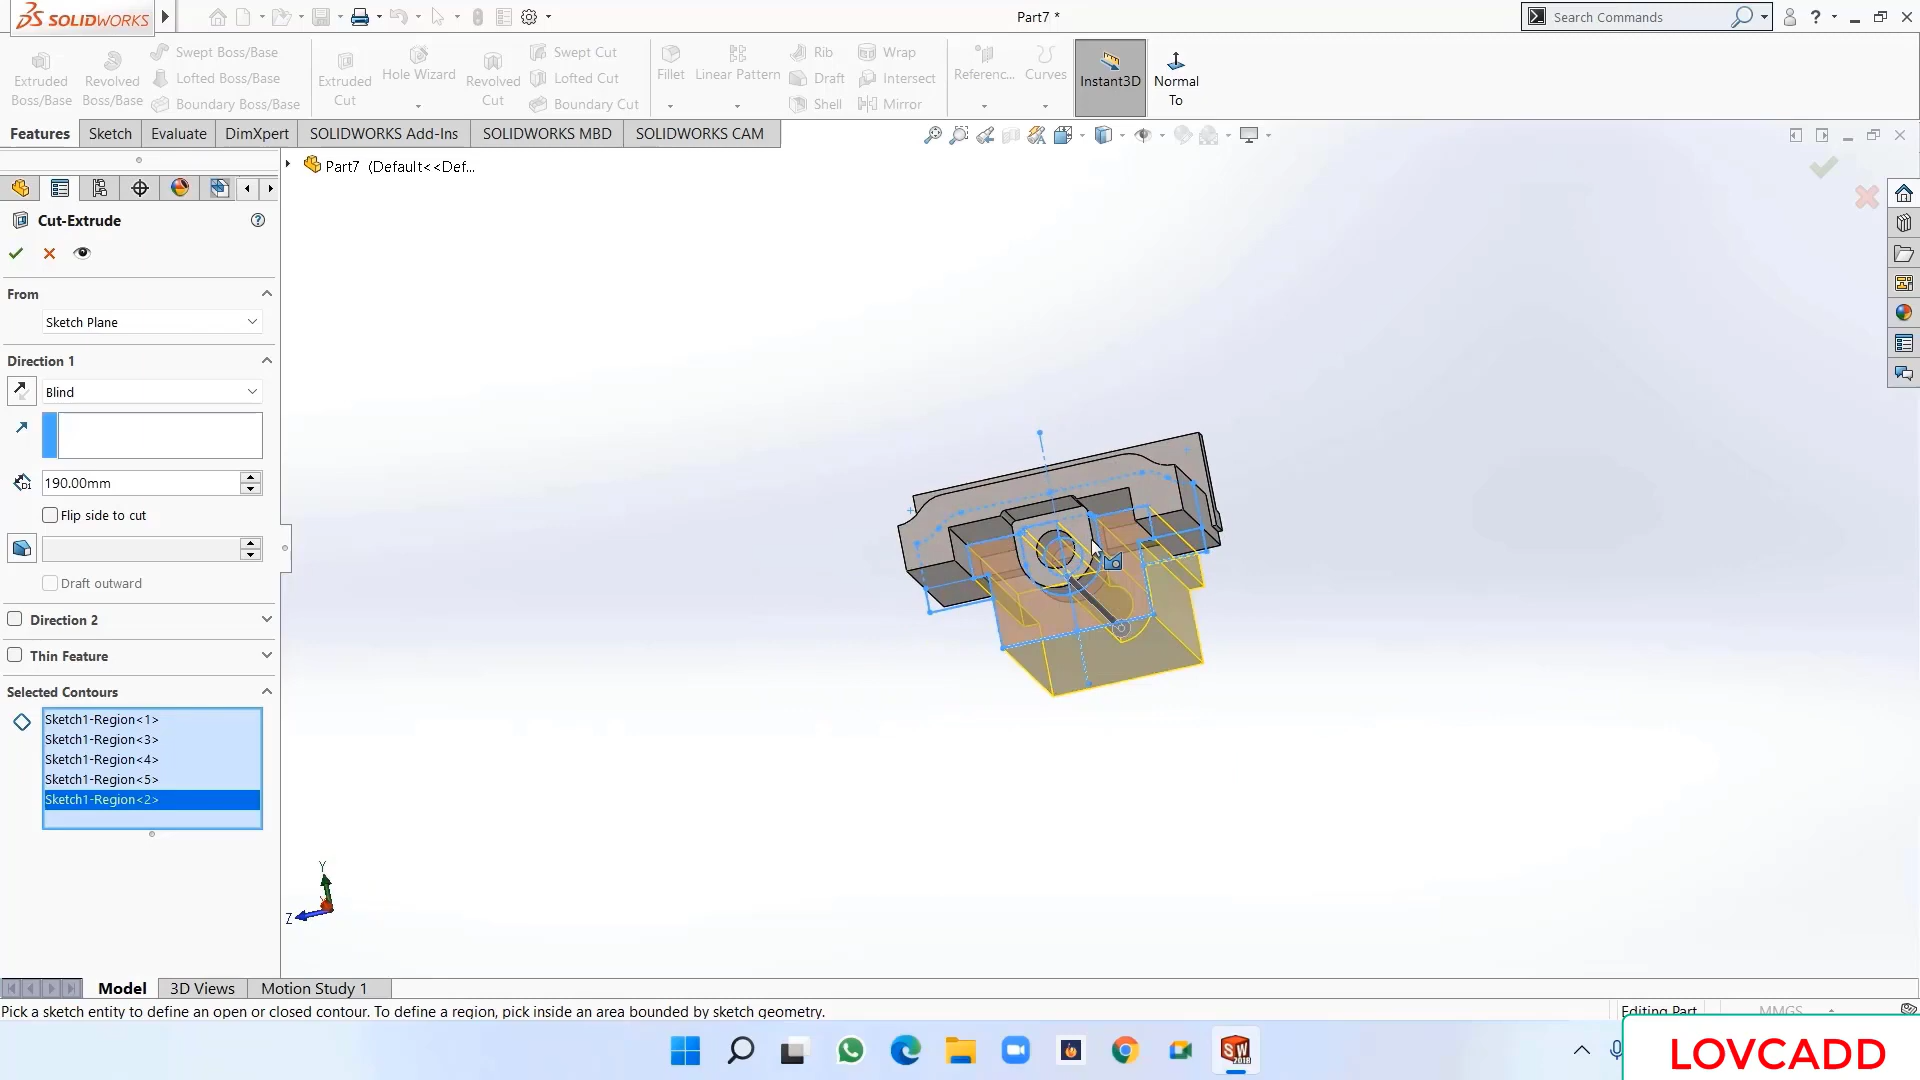 SOLIDWORKS
Part7 *
Search Commands
Extruded Boss/Base
Revolved Boss/Base
Swept Boss/Base
Lofted Boss/Base
Boundary Boss/Base
Extruded Cut
Hole Wizard
Revolved Cut
Swept Cut
Lofted Cut
Boundary Cut
Fillet
Linear Pattern
Rib
Draft
Shell
Wrap
Intersect
Mirror
Referenc...
Curves
Instant3D
Normal To
Features
Sketch
Evaluate
DimXpert
SOLIDWORKS Add-Ins
SOLIDWORKS MBD
SOLIDWORKS CAM
Part7 (Default<<Def...
Cut-Extrude
From
Sketch Plane
Direction 1
Blind
190.00mm
Flip side to cut
Draft outward
Direction 2
Thin Feature
Selected Contours
Sketch1-Region<1>
Sketch1-Region<3>
Sketch1-Region<4>
Sketch1-Region<5>
Sketch1-Region<2>
Y
Z
Model
3D Views
Motion Study 1
Pick a sketch entity to define an open or closed contour. To define a region, pick inside an area bounded by sketch geometry.
Editing Part
MMGS
SW
2018
LOVCADD